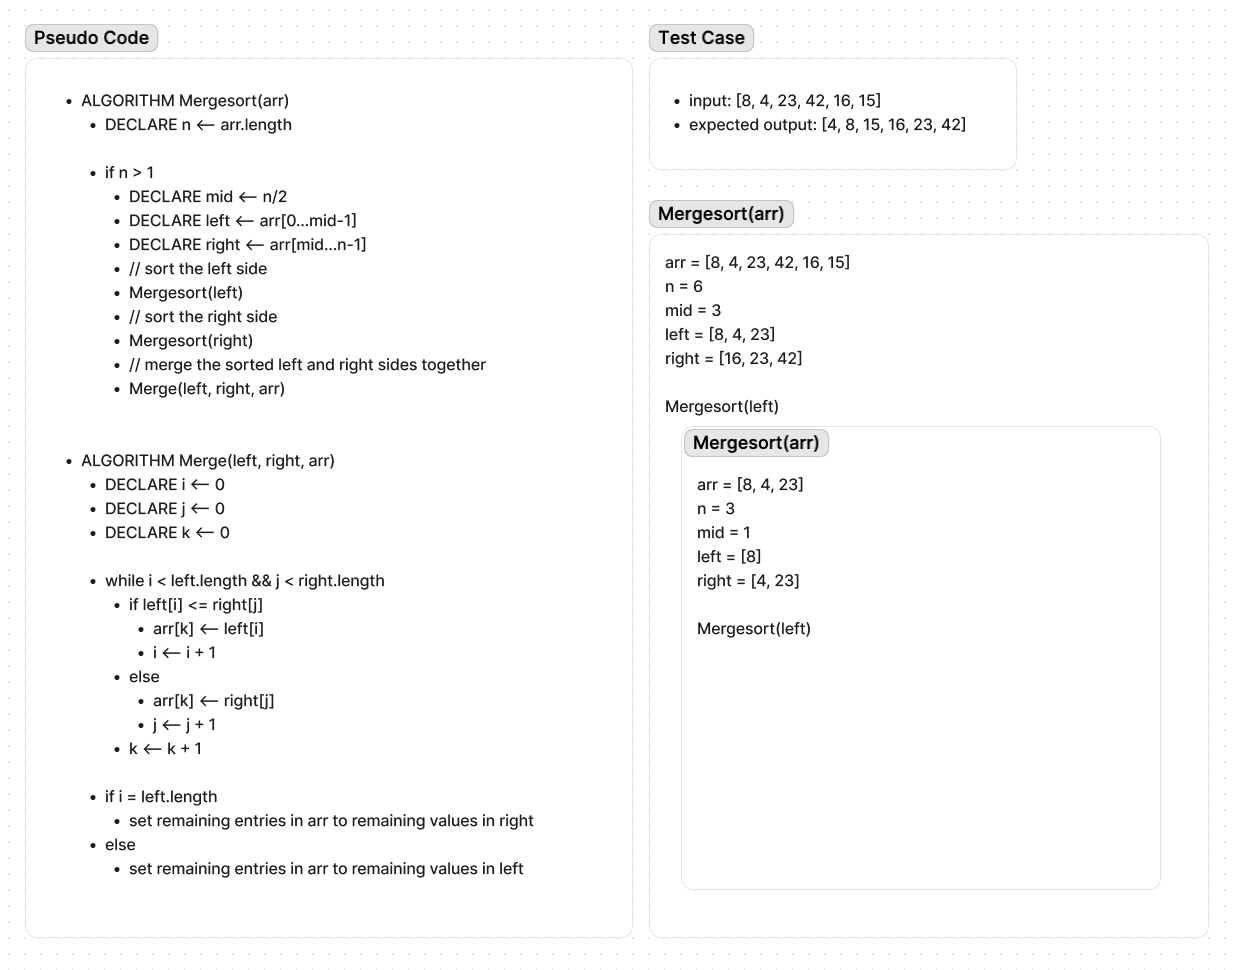 Pseudo Code
• ALGORITHM Mergesort(arr)
• DECLARE n ← arr.length
• if n > 1
• DECLARE mid ← n/2
• DECLARE left ← arr[0...mid-1]
• DECLARE right ← arr[mid...n-1]
• // sort the left side
• Mergesort(left)
• // sort the right side
• Mergesort(right)
• // merge the sorted left and right sides together
• Merge(left, right, arr)
• ALGORITHM Merge(left, right, arr)
• DECLARE i ← 0
• DECLARE j ← 0
• DECLARE k ← 0
• while i < left.length && j < right.length
• if left[i] <= right[j]
• arr[k] ← left[i]
• i ← i + 1
• else
• arr[k] ← right[j]
• j ← j + 1
• k ← k + 1
• if i = left.length
• set remaining entries in arr to remaining values in right
• else
• set remaining entries in arr to remaining values in left
Test Case
• input: [8, 4, 23, 42, 16, 15]
• expected output: [4, 8, 15, 16, 23, 42]
Mergesort(arr)
arr = [8, 4, 23, 42, 16, 15]
n = 6
mid = 3
left = [8, 4, 23]
right = [16, 23, 42]
Mergesort(left)
Mergesort(arr)
arr = [8, 4, 23]
n = 3
mid = 1
left = [8]
right = [4, 23]
Mergesort(left)